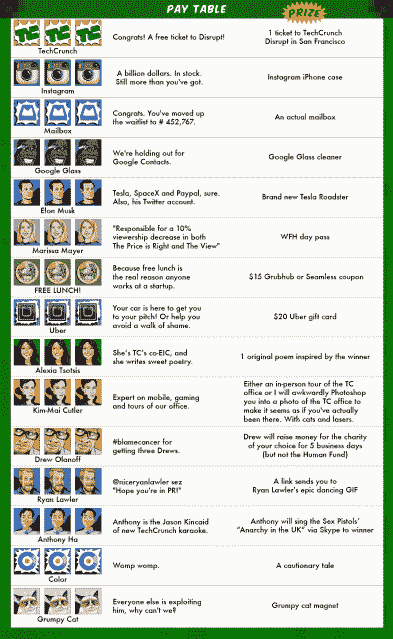 PAY TABLE
PRIZE
TechCrunch
Congrats! A free ticket to Disrupt!
1 ticket to TechCrunch
Disrupt in San Francisco
Instagram
A billion dollars. In stock.
Still more than you've got.
Instagram iPhone case
Mailbox
Congrats. You've moved up
the waitlist to # 452,767.
An actual mailbox
Google Glass
We're holding out for
Google Contacts.
Google Glass cleaner
Elon Musk
Tesla, SpaceX and Paypal, sure.
Also, his Twitter account.
Brand new Tesla Roadster
Marissa Mayer
"Responsible for a 10%
viewership decrease in both
The Price is Right and The View"
WFH day pass
FREE LUNCH!
Because free lunch is
the real reason anyone
works at a startup.
$15 Grubhub or Seamless coupon
Uber
Your car is here to get you
to your pitch! Or help you
avoid a walk of shame.
$20 Uber gift card
Alexia Tsotsis
She's TC's co-EIC, and
she writes sweet poetry.
1 original poem inspired by the winner
Kim-Mai Cutler
Expert on mobile, gaming
and tours of our office.
Either an in-person tour of the TC
office or I will awkwardly Photoshop
you into a photo of the TC office to
make it seems as if you've actually
been there. With cats and lasers.
Drew Olanoff
#blamecancer for
getting three Drews.
Drew will raise money for the charity
of your choice for 5 business days
(but not the Human Fund)
Ryan Lawler
@niceryanlawler sez
"Hope you're in PR!"
A link sends you to
Ryan Lawler's epic dancing GIF
Anthony Ha
Anthony is the Jason Kincaid
of new TechCrunch karaoke.
Anthony will sing the Sex Pistols'
"Anarchy in the UK" via Skype to winner
Color
Womp womp.
A cautionary tale
Grumpy Cat
Everyone else is exploiting
him, why can't we?
Grumpy cat magnet